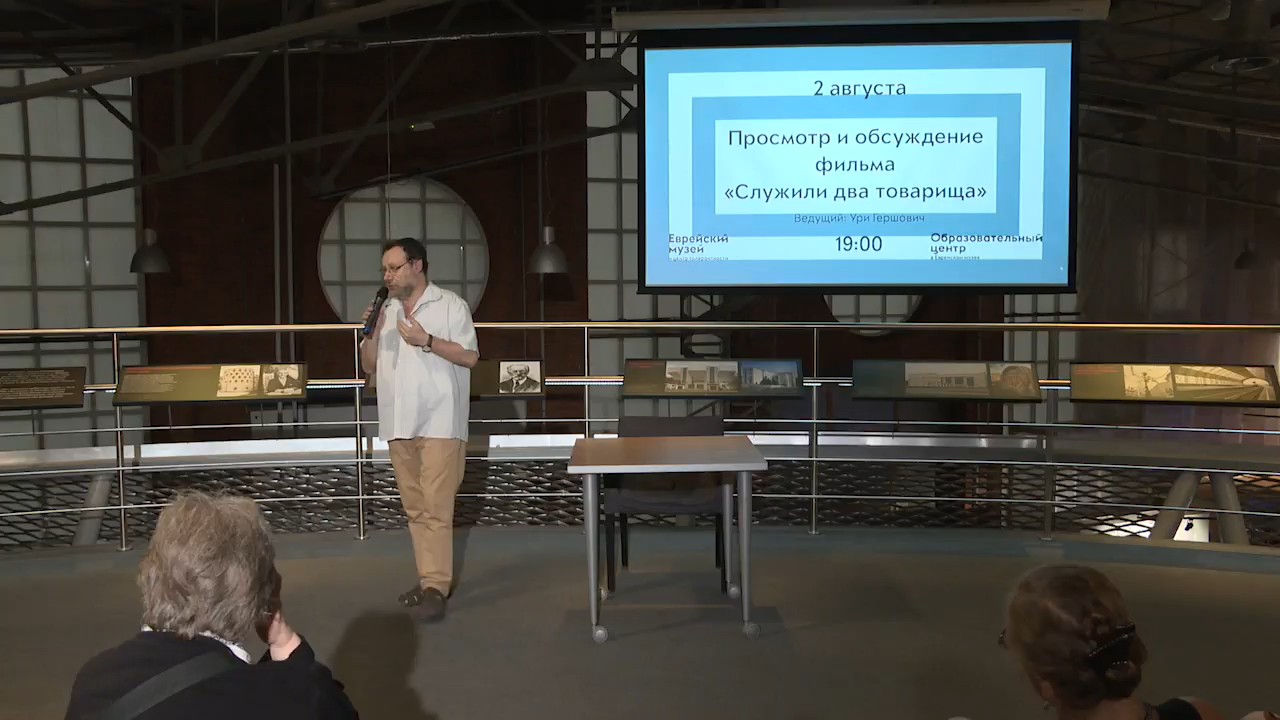 2 августа
Просмотр и обсуждение
фильма
«Служили два товарища»
Ведущий: Ури Гершович
Еврейский
музей
19:00
Образовательный
центр